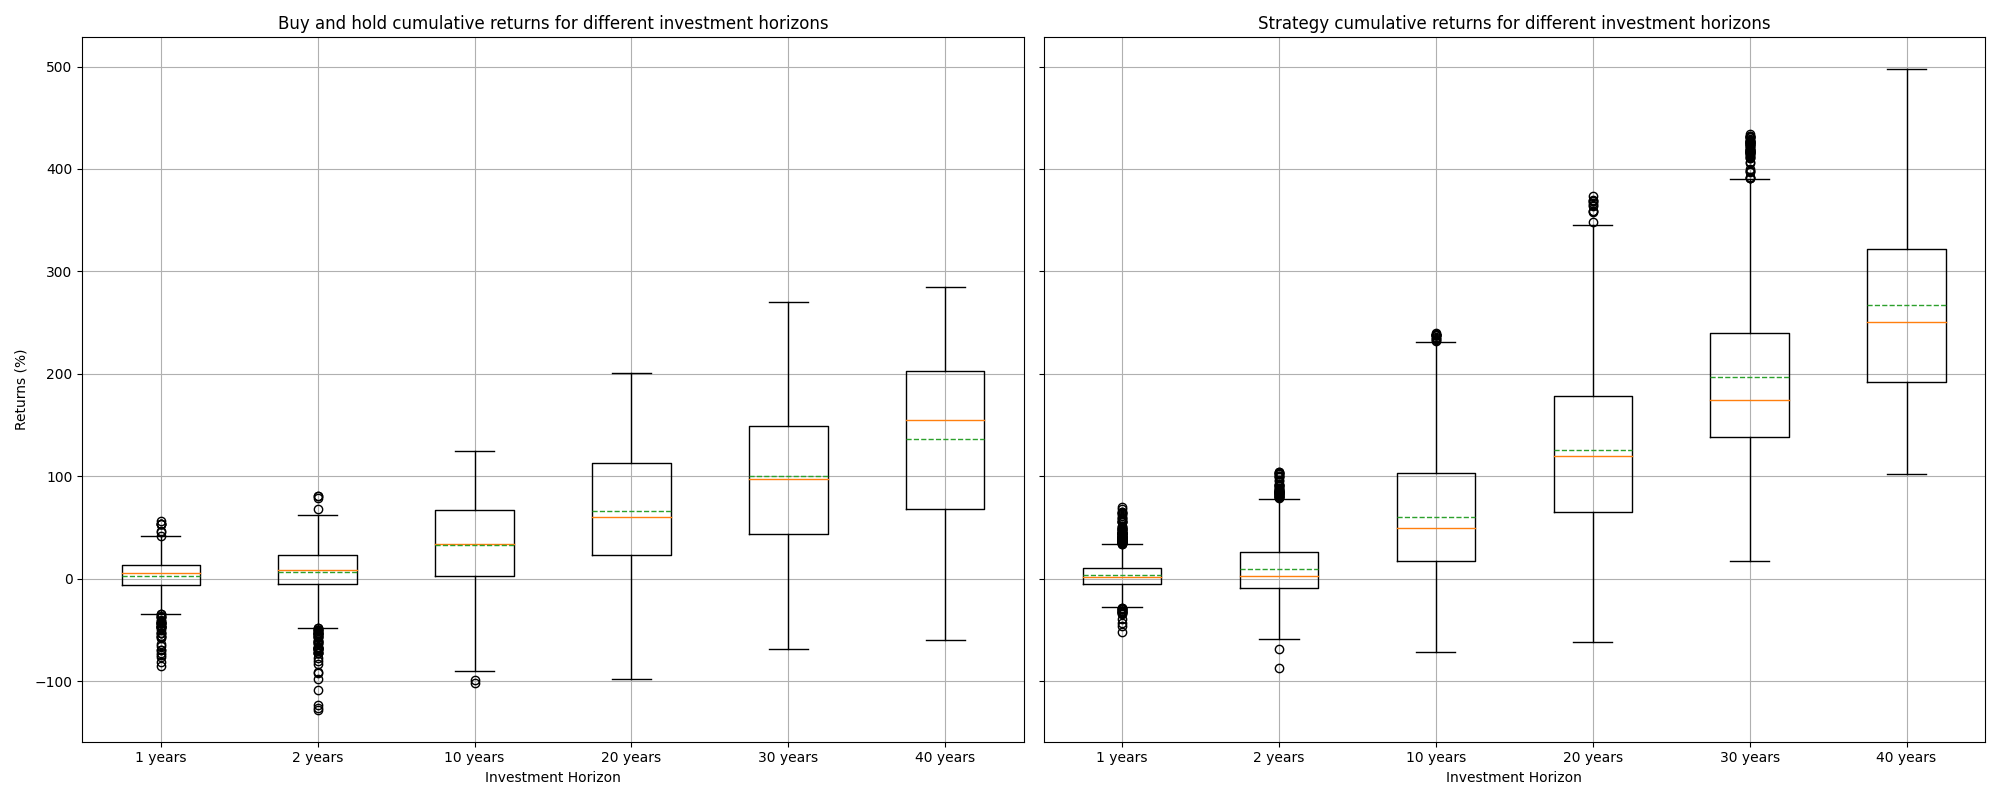 Buy and hold cumulative returns for different investment horizons
Strategy cumulative returns for different investment horizons
Returns (%)
500
400
300
200
100
0
−100
1 years
2 years
10 years
20 years
30 years
40 years
Investment Horizon
1 years
2 years
10 years
20 years
30 years
40 years
Investment Horizon